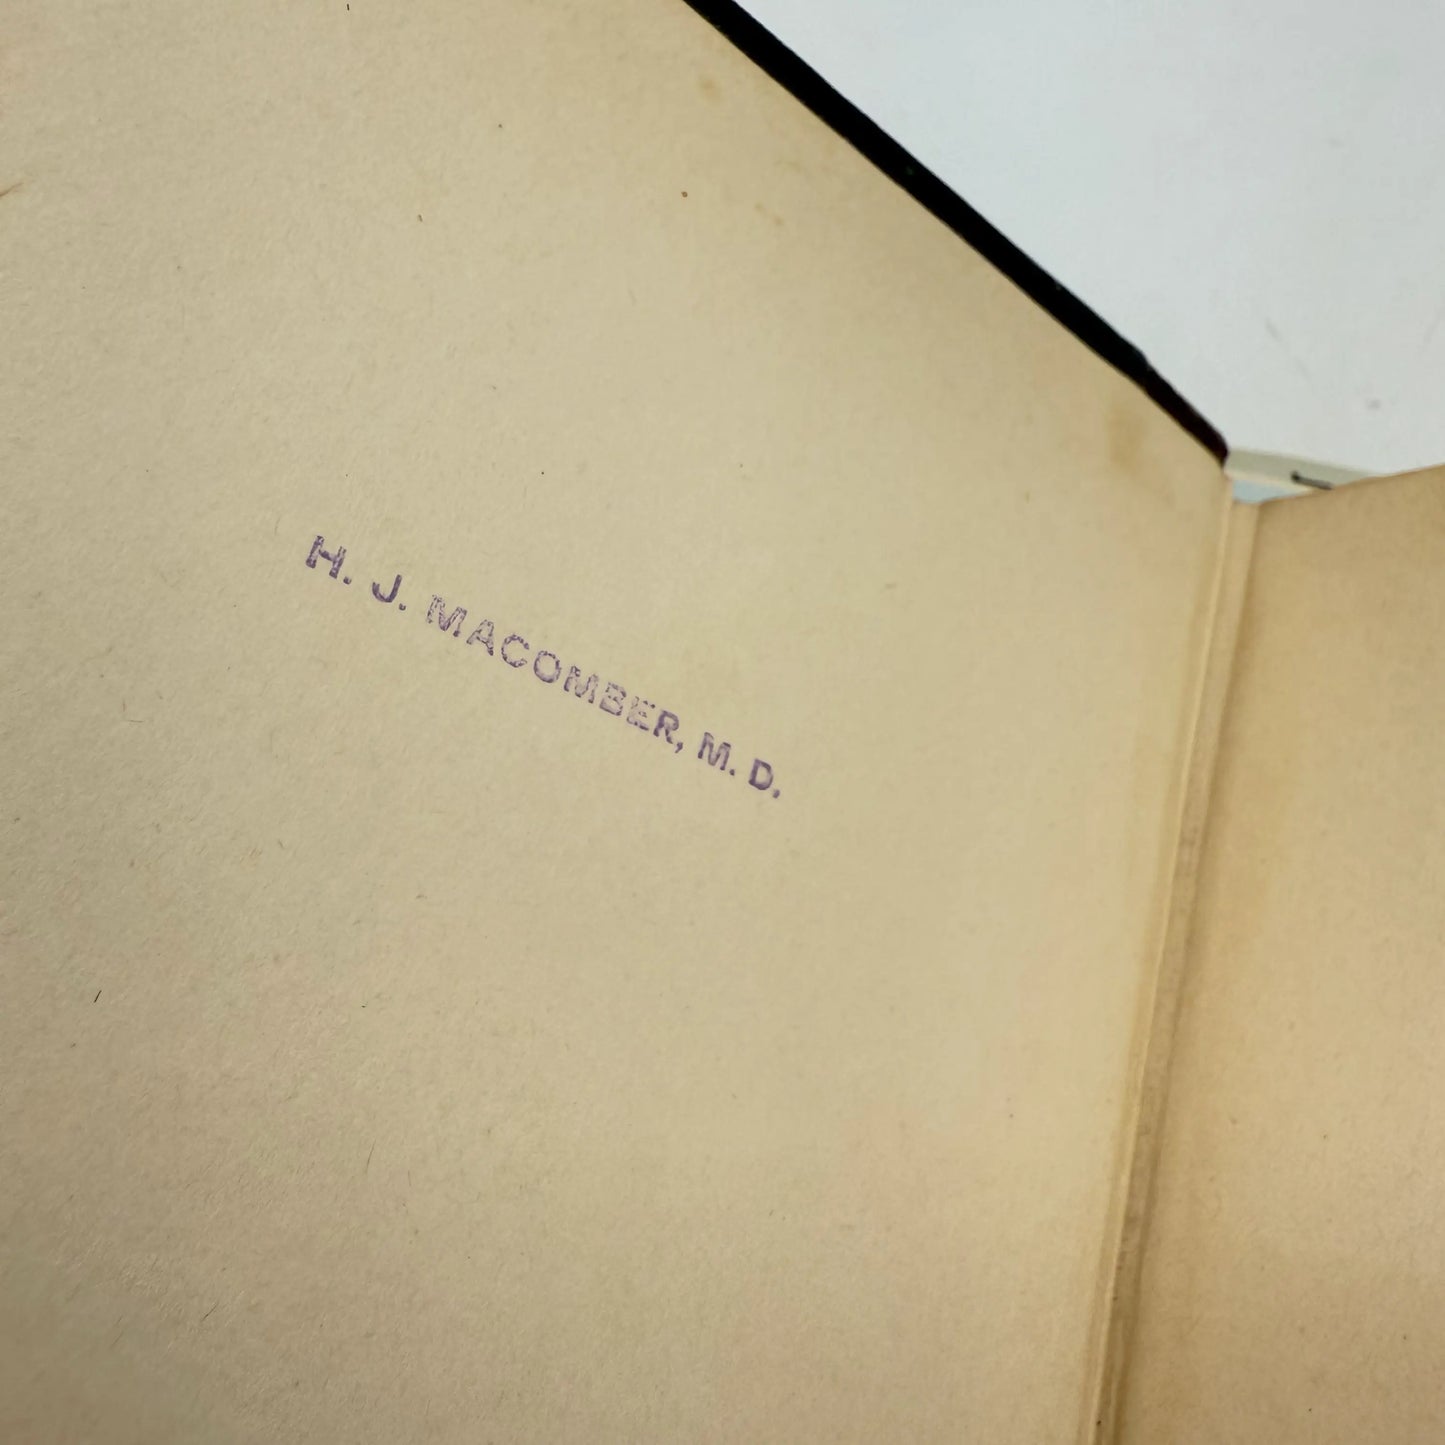 H. J. MACOMBER, M. D.